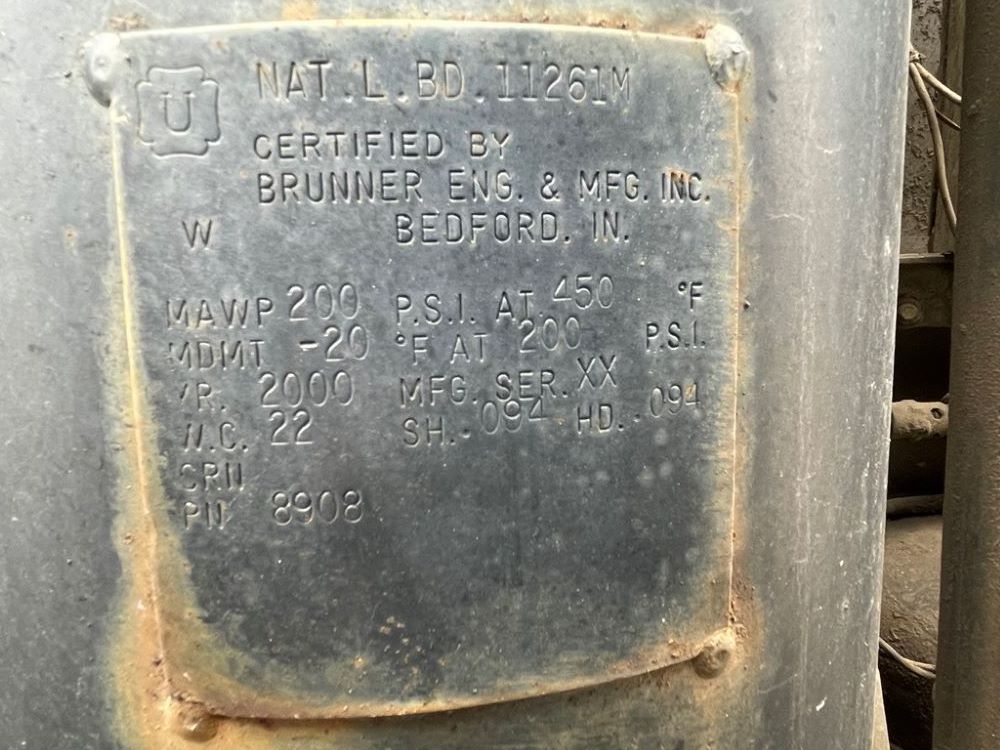 U NAT.L.BD.11261M
CERTIFIED BY
BRUNNER ENG. & MFG. INC.
W BEDFORD. IN.
MAWP 200 P.S.I. AT. 450 °F
MDMT -20 °F AT 200 P.S.I.
YR. 2000 MFG. SER. XX
W.C. 22 SH. .094 HD. .094
CRN
PN 8908